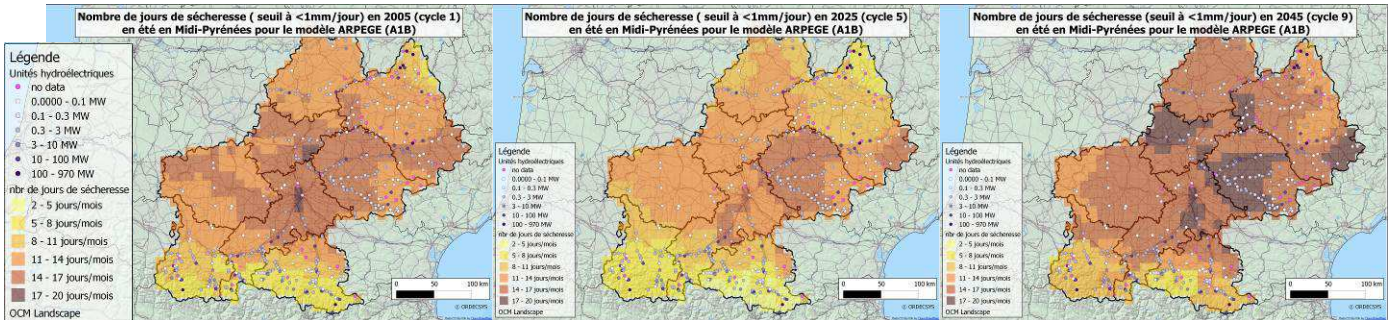 Nombre de jours de sécheresse ( seuil à <1mm/jour) en 2005 (cycle 1)
en été en Midi-Pyrénées pour le modèle ARPEGE (A1B)
Légende
Unités hydroélectriques
no data
0.0000 - 0.1 MW
0.1 - 0.3 MW
0.3 - 3 MW
3 - 10 MW
10 - 100 MW
100 - 970 MW
nbr de jours de sécheresse
2 - 5 jours/mois
5 - 8 jours/mois
8 - 11 jours/mois
11 - 14 jours/mois
14 - 17 jours/mois
17 - 20 jours/mois
OCM Landscape
0 50 100 km
© ORDECSYS
Nombre de jours de sécheresse ( seuil à <1mm/jour) en 2025 (cycle 5)
en été en Midi-Pyrénées pour le modèle ARPEGE (A1B)
Légende
Unités hydroélectriques
no data
0.0000 - 0.1 MW
0.1 - 0.3 MW
0.3 - 3 MW
3 - 10 MW
10 - 100 MW
100 - 970 MW
nbr de jours de sécheresse
2 - 5 jours/mois
5 - 8 jours/mois
8 - 11 jours/mois
11 - 14 jours/mois
14 - 17 jours/mois
17 - 20 jours/mois
OCM Landscape
0 50 100 km
© ORDECSYS
Nombre de jours de sécheresse (seuil à <1mm/jour) en 2045 (cycle 9)
en été en Midi-Pyrénées pour le modèle ARPEGE (A1B)
Légende
Unités hydroélectriques
no data
0.0000 - 0.1 MW
0.1 - 0.3 MW
0.3 - 3 MW
3 - 10 MW
10 - 100 MW
100 - 970 MW
nbr de jours de sécheresse
2 - 5 jours/mois
5 - 8 jours/mois
8 - 11 jours/mois
11 - 14 jours/mois
14 - 17 jours/mois
17 - 20 jours/mois
OCM Landscape
0 50 100 km
© ORDECSYS